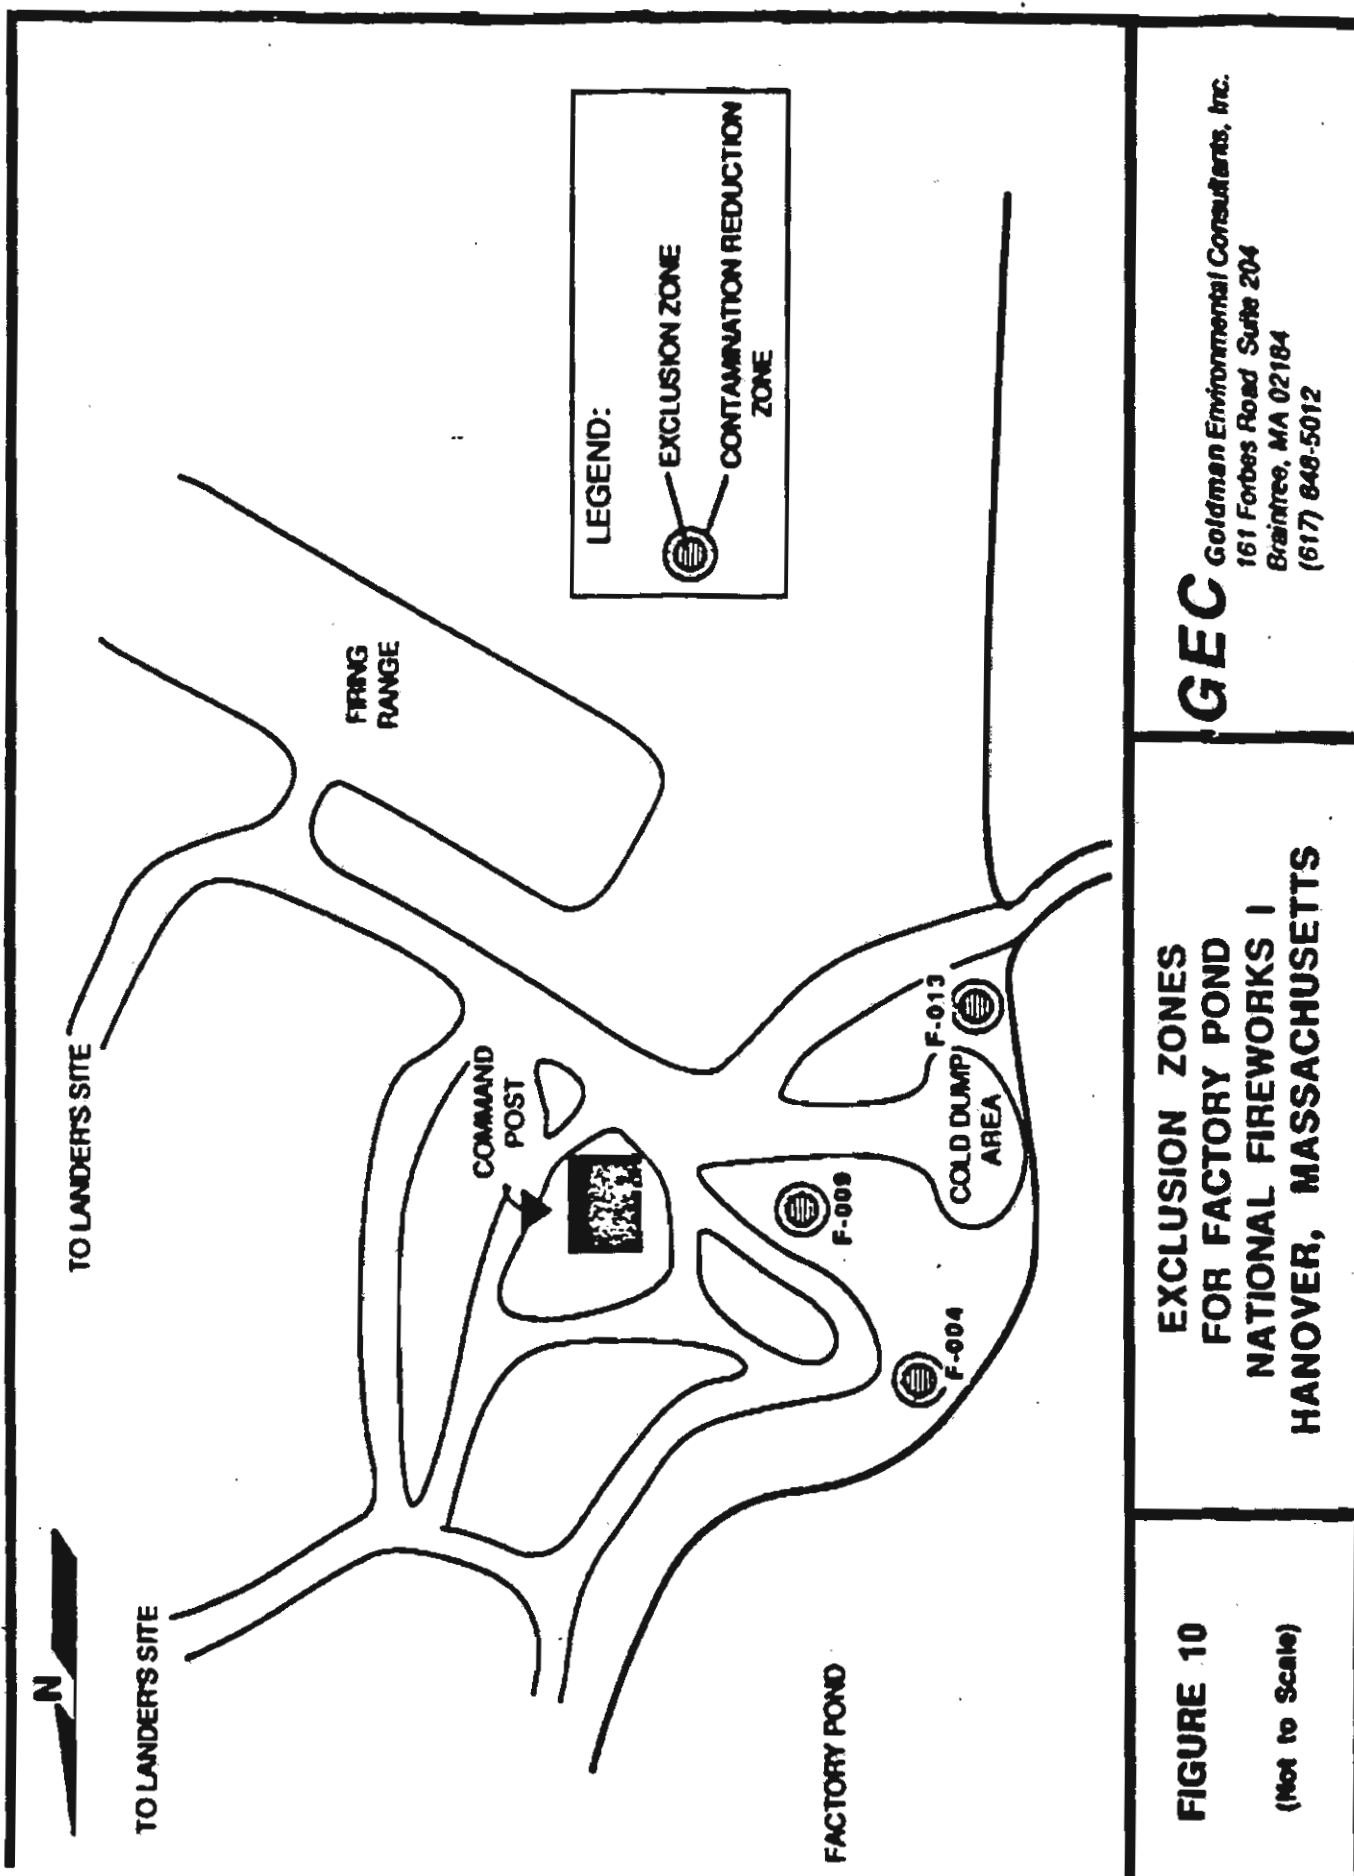 N
TO LANDER'S SITE
TO LANDER'S SITE
FIRING
RANGE
COMMAND
POST
LEGEND:
EXCLUSION ZONE
CONTAMINATION REDUCTION
ZONE
F-013
COLD DUMP
AREA
F-009
F-004
FACTORY POND
FIGURE 10
(Not to Scale)
EXCLUSION ZONES
FOR FACTORY POND
NATIONAL FIREWORKS I
HANOVER, MASSACHUSETTS
GEC Goldman Environmental Consultants, Inc.
161 Forbes Road Suite 204
Braintree, MA 02184
(617) 848-5012